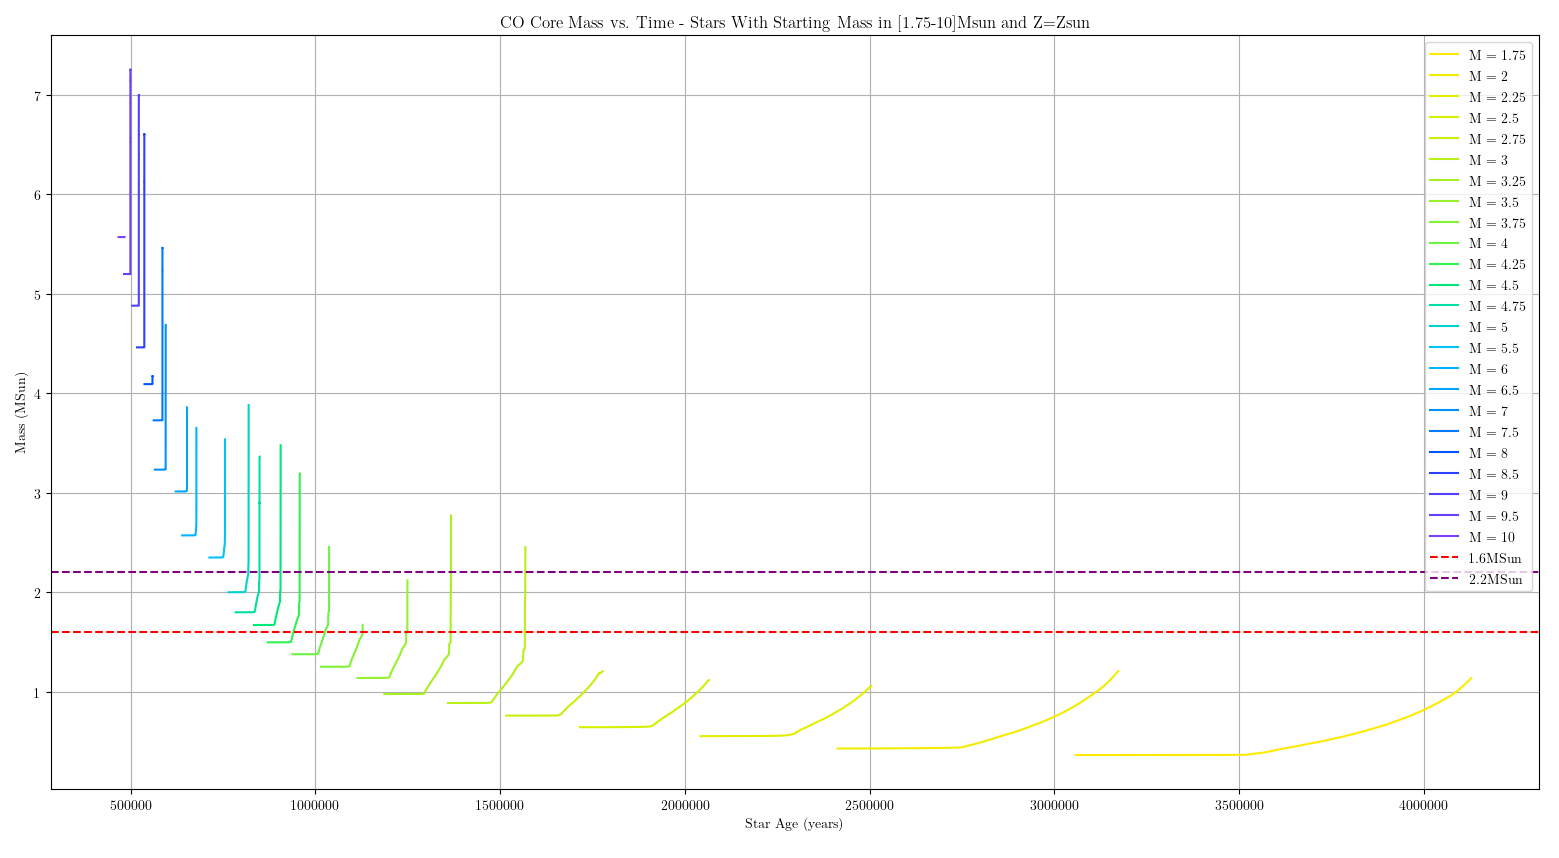 CO Core Mass vs. Time - Stars With Starting Mass in [1.75-10]Msun and Z=Zsun
Mass (MSun)
7
6
5
4
3
2
1
500000 1000000 1500000 2000000 2500000 3000000 3500000 4000000
Star Age (years)
M = 1.75
M = 2
M = 2.25
M = 2.5
M = 2.75
M = 3
M = 3.25
M = 3.5
M = 3.75
M = 4
M = 4.25
M = 4.5
M = 4.75
M = 5
M = 5.5
M = 6
M = 6.5
M = 7
M = 7.5
M = 8
M = 8.5
M = 9
M = 9.5
M = 10
1.6MSun
2.2MSun